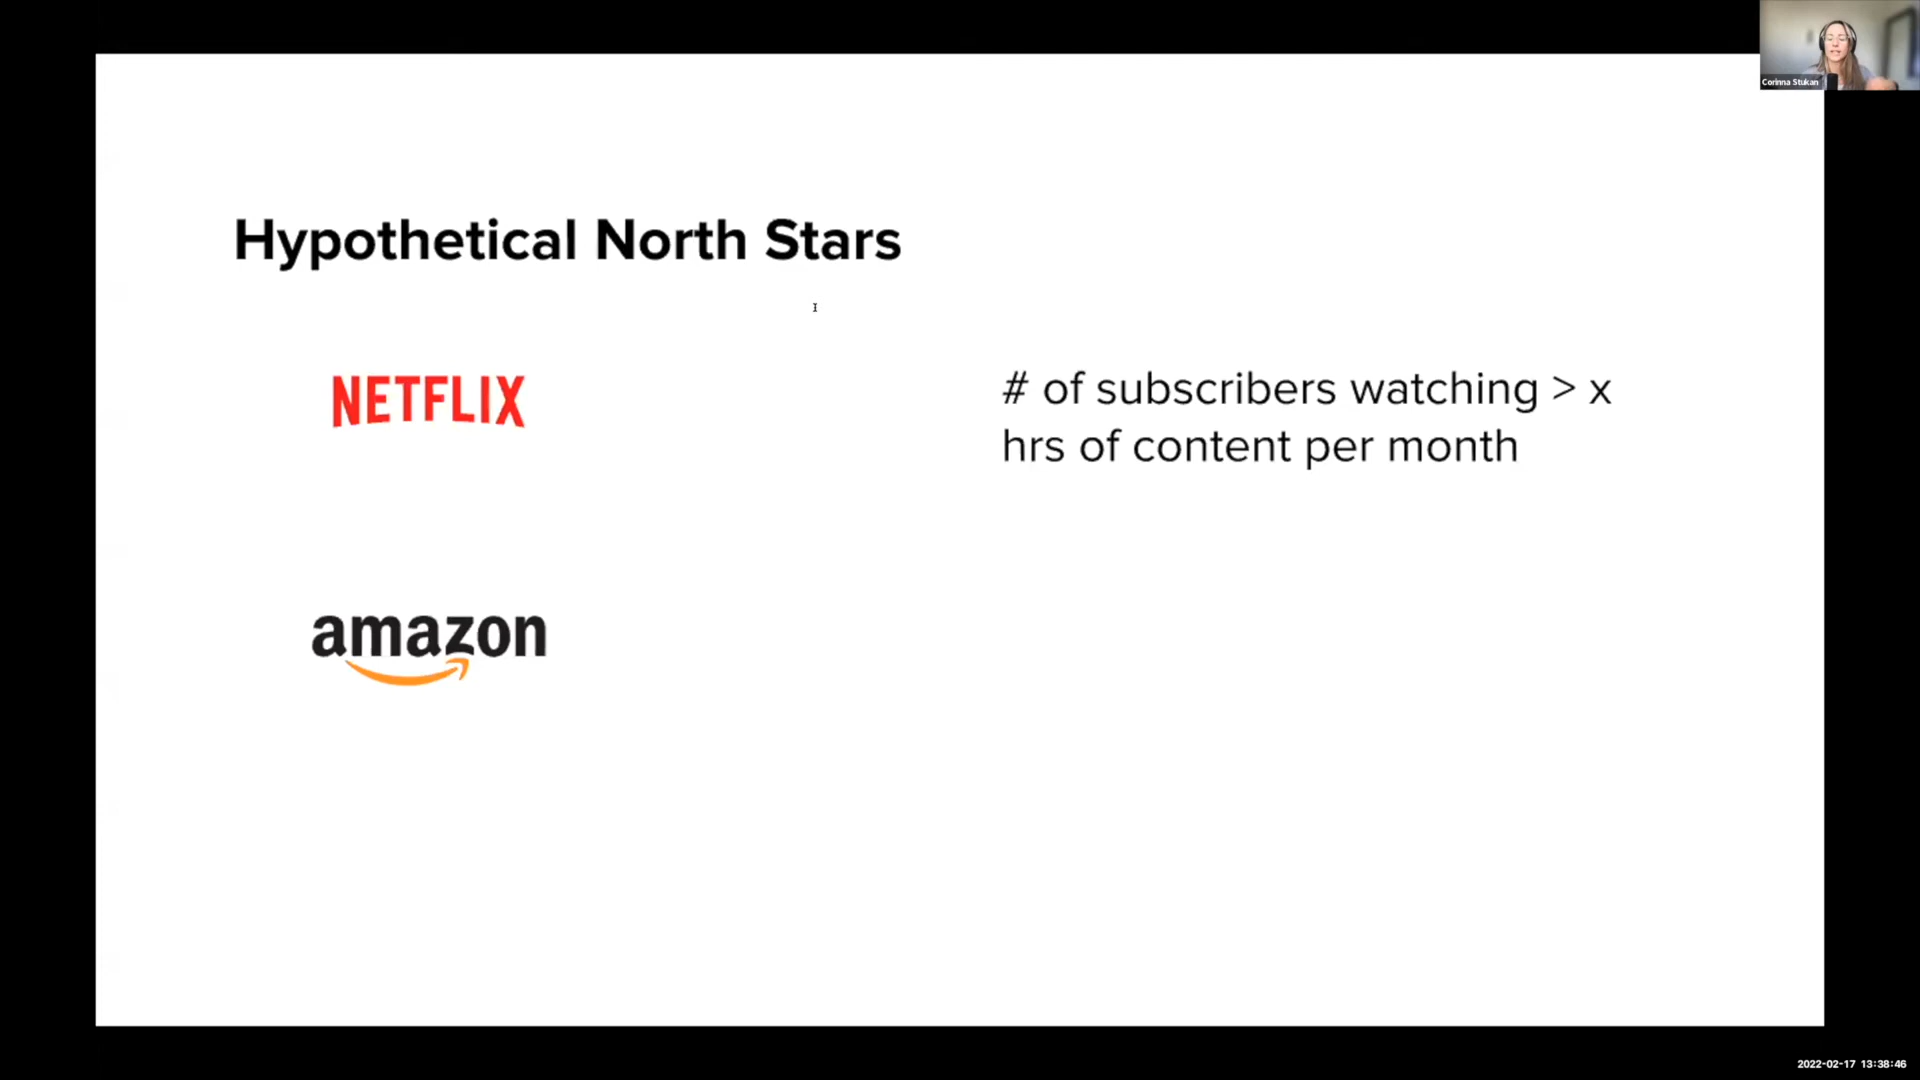 Corinna Stukan
Hypothetical North Stars
NETFLIX
# of subscribers watching > x
hrs of content per month
amazon
2022-02-17 13:38:46